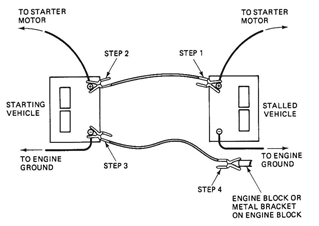 TO STARTER
MOTOR
TO STARTER
MOTOR
STEP 2
STEP 1
STARTING
VEHICLE
STALLED
VEHICLE
TO ENGINE
GROUND
STEP 3
TO ENGINE
GROUND
STEP 4
ENGINE BLOCK OR
METAL BRACKET
ON ENGINE BLOCK